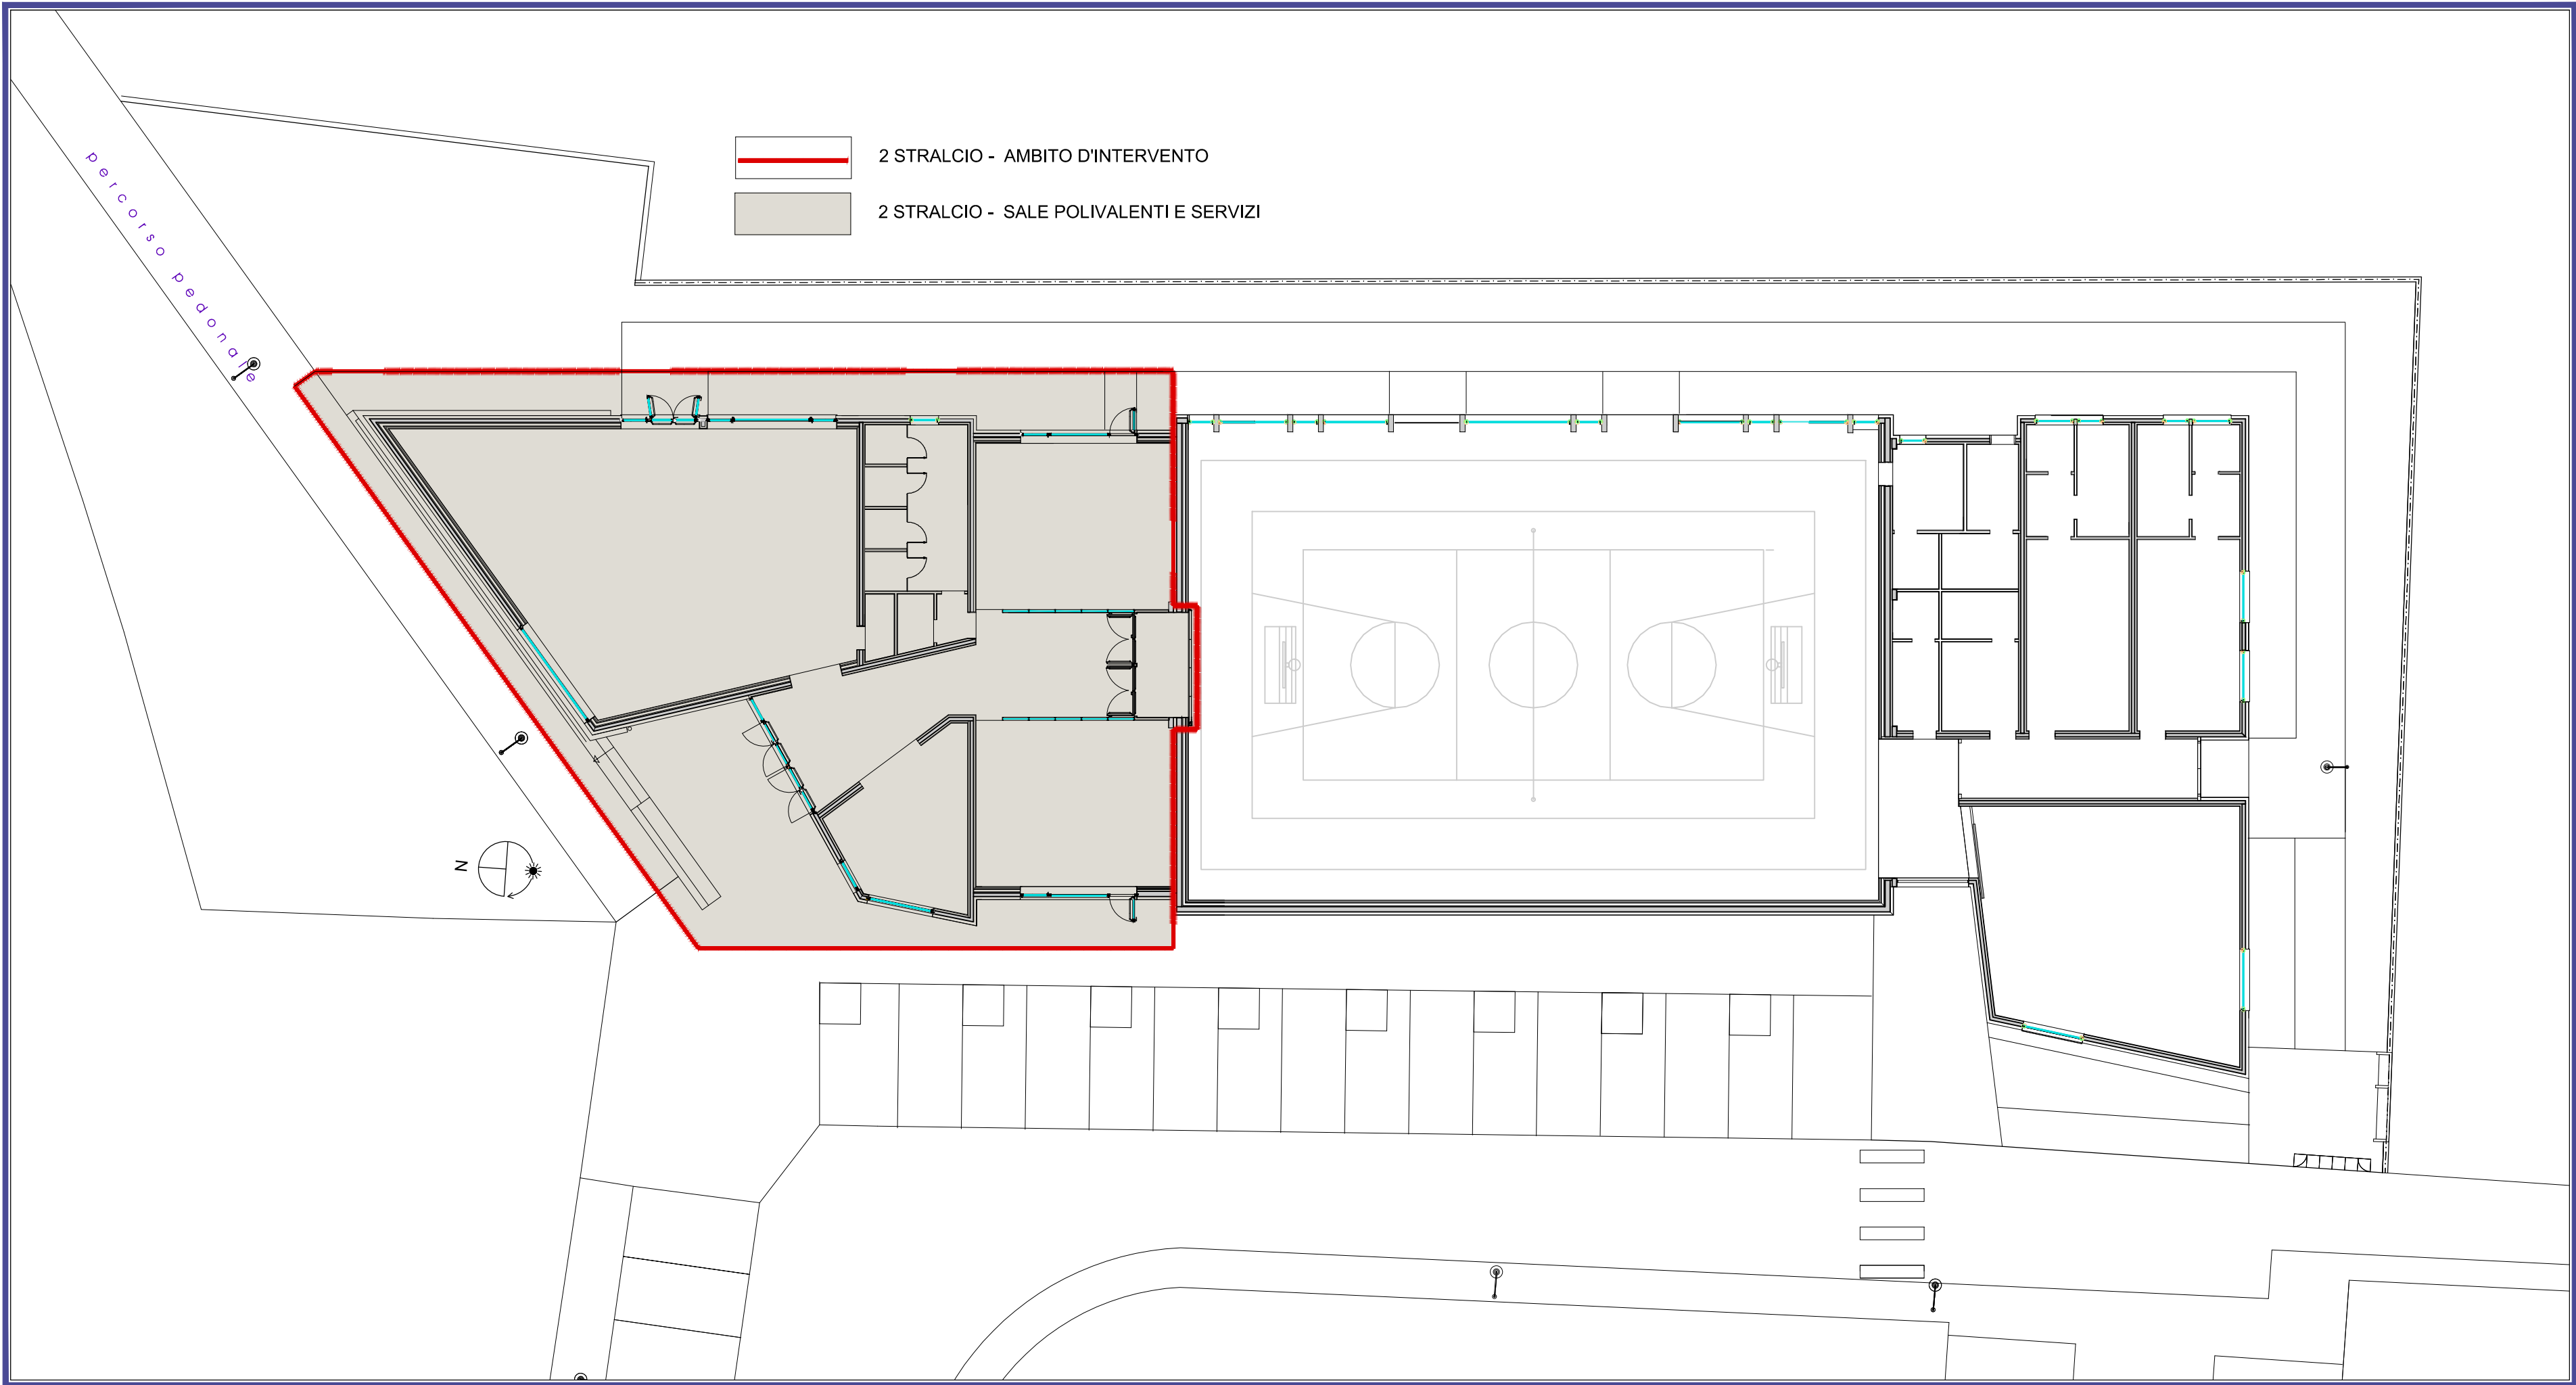 2 STRALCIO - AMBITO D'INTERVENTO
2 STRALCIO - SALE POLIVALENTI E SERVIZI
percorso pedonale
N